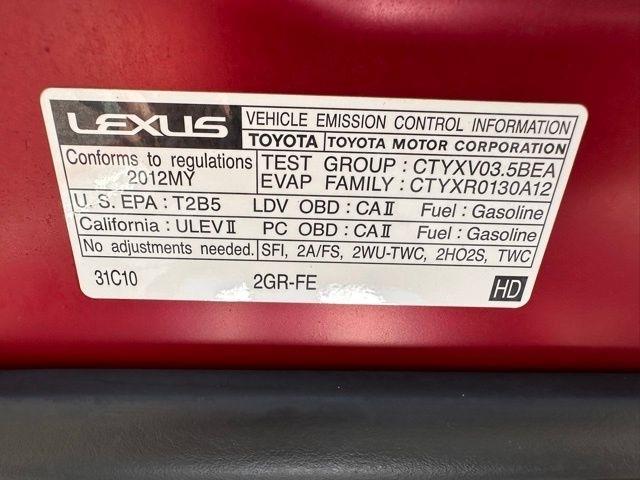 LEXUS
VEHICLE EMISSION CONTROL INFORMATION
TOYOTA TOYOTA MOTOR CORPORATION
Conforms to regulations
2012MY
TEST GROUP : CTYXV03.5BEA
EVAP FAMILY : CTYXR0130A12
U. S. EPA : T2B5 LDV OBD : CAⅡ Fuel : Gasoline
California : ULEVⅡ PC OBD : CAⅡ Fuel : Gasoline
No adjustments needed. SFI, 2A/FS, 2WU-TWC, 2HO2S, TWC
31C10 2GR-FE HD